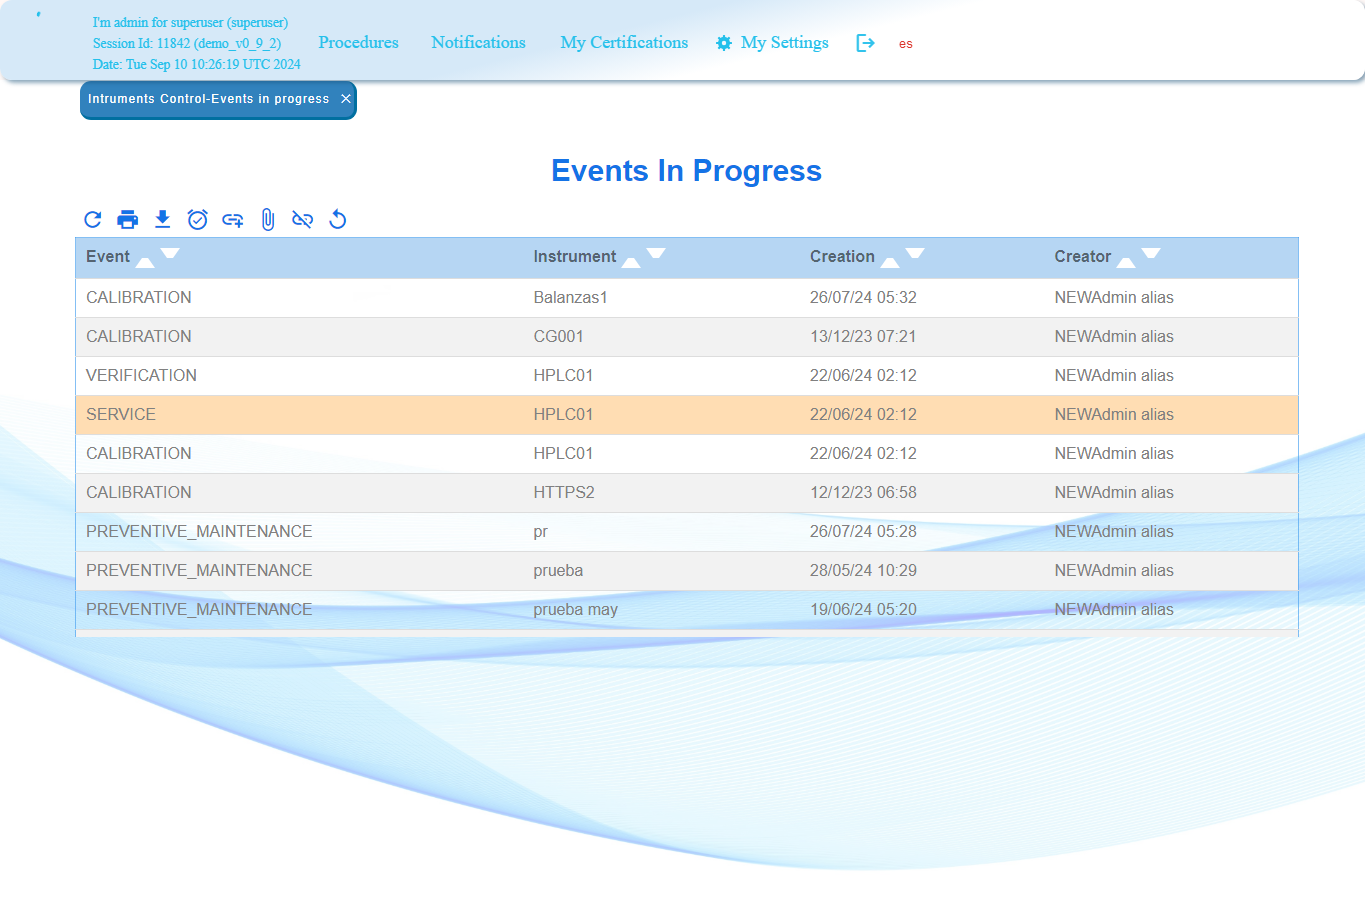 I'm admin for superuser (superuser)
Session Id: 11842 (demo_v0_9_2)
Date: Tue Sep 10 10:26:19 UTC 2024
Procedures Notifications My Certifications My Settings es
Intruments Control-Events in progress ×
Events In Progress
Event Instrument Creation Creator
CALIBRATION Balanzas1 26/07/24 05:32 NEWAdmin alias
CALIBRATION CG001 13/12/23 07:21 NEWAdmin alias
VERIFICATION HPLC01 22/06/24 02:12 NEWAdmin alias
SERVICE HPLC01 22/06/24 02:12 NEWAdmin alias
CALIBRATION HPLC01 22/06/24 02:12 NEWAdmin alias
CALIBRATION HTTPS2 12/12/23 06:58 NEWAdmin alias
PREVENTIVE_MAINTENANCE pr 26/07/24 05:28 NEWAdmin alias
PREVENTIVE_MAINTENANCE prueba 28/05/24 10:29 NEWAdmin alias
PREVENTIVE_MAINTENANCE prueba may 19/06/24 05:20 NEWAdmin alias